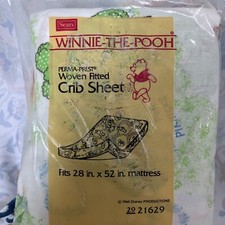 Sears
WINNIE-THE-POOH
PERMA-PREST®
Woven Fitted
Crib Sheet
Fits 28 in. x 52 in. mattress
© Walt Disney PRODUCTIONS
20 21629